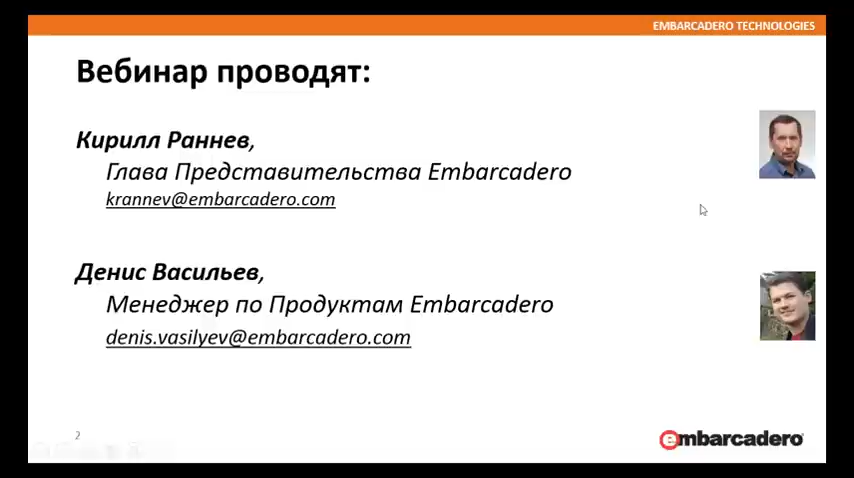 EMBARCADERO TECHNOLOGIES
Вебинар проводят:
Кирилл Раннев,
Глава Представительства Embarcadero
krannev@embarcadero.com
Денис Васильев,
Менеджер по Продуктам Embarcadero
denis.vasilyev@embarcadero.com
2
embarcadero